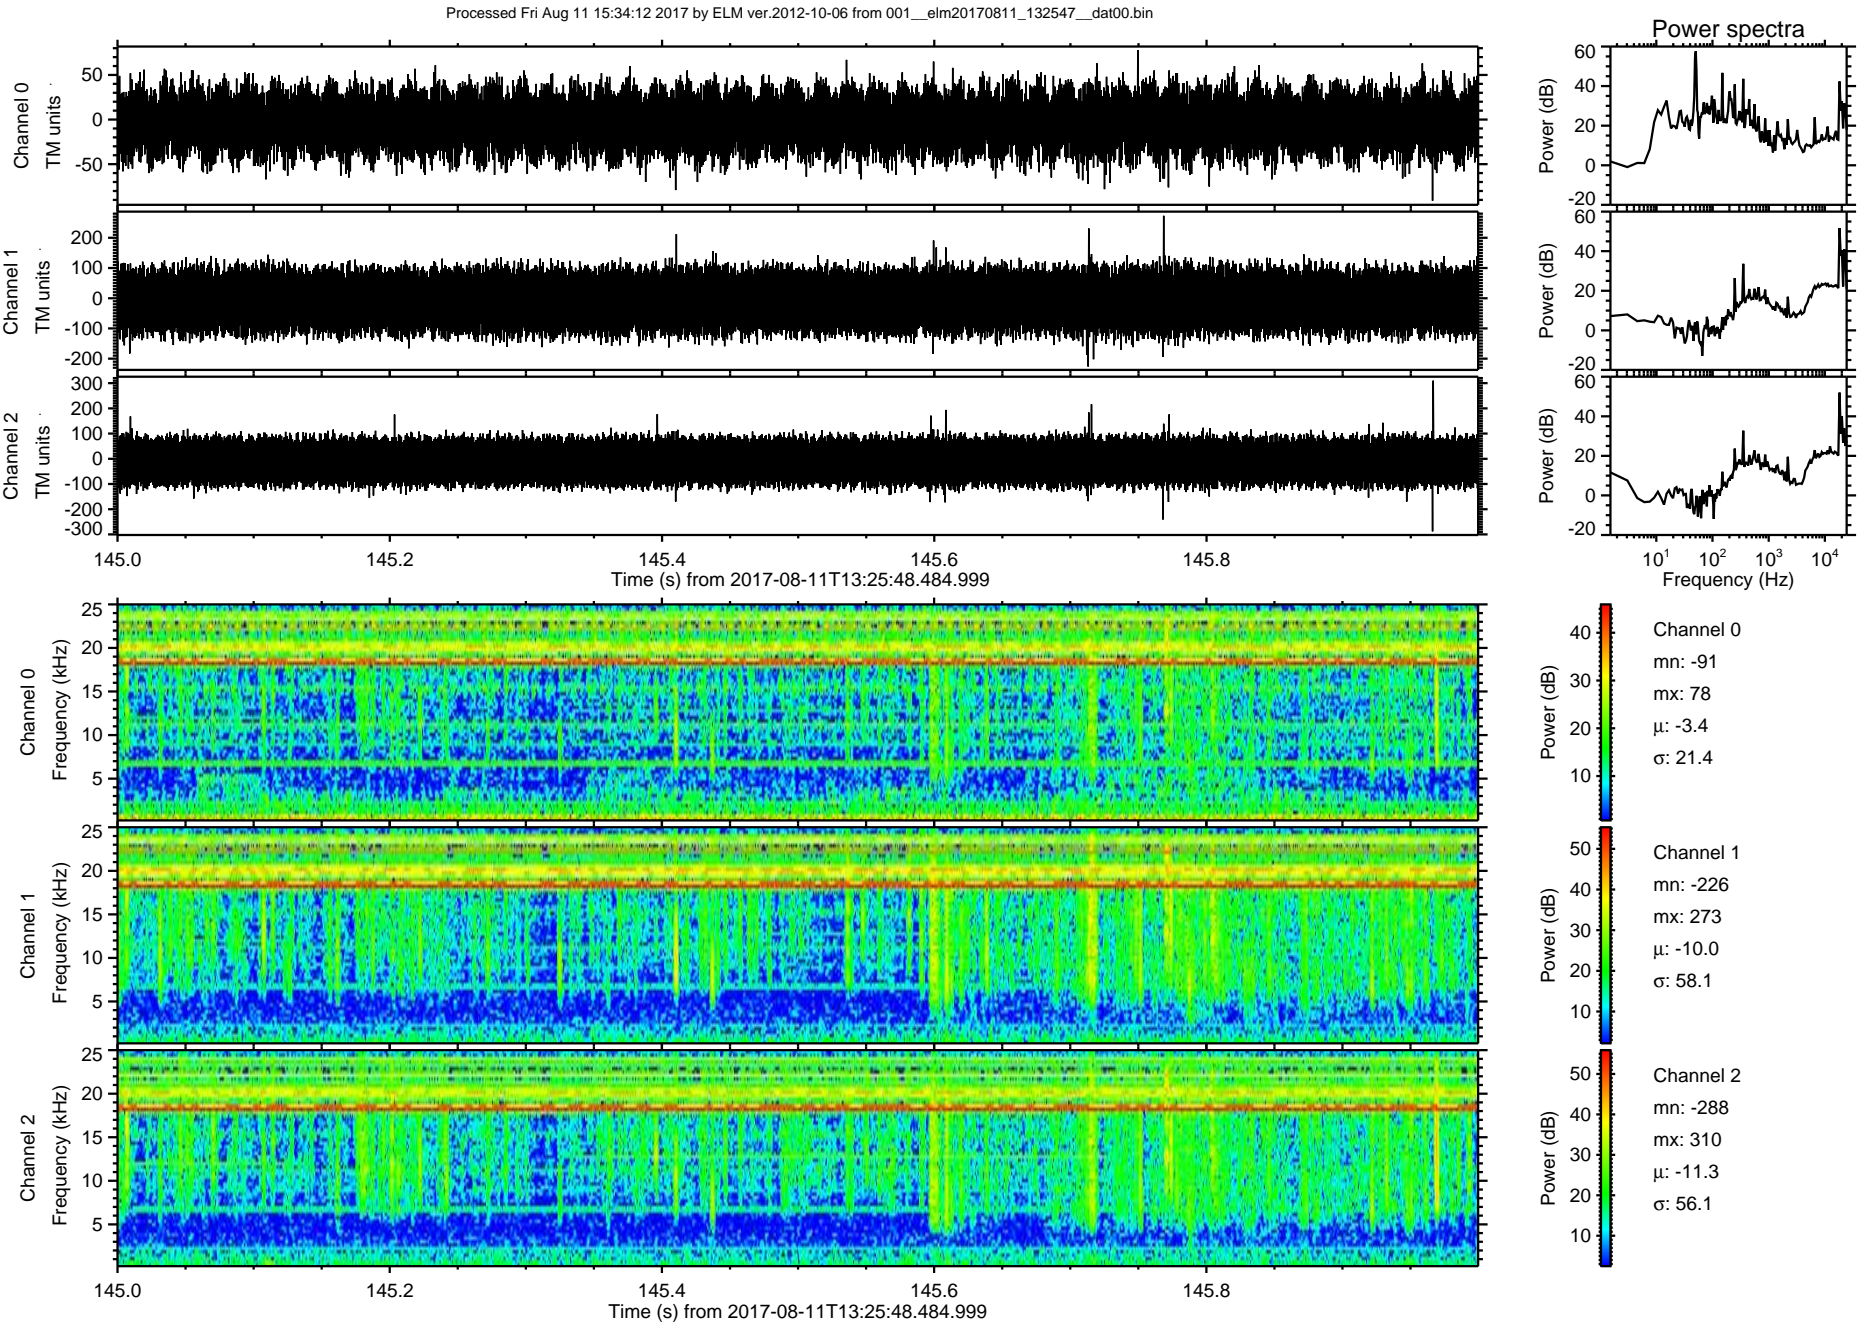 Processed Fri Aug 11 15:34:12 2017 by ELM ver.2012-10-06 from 001__elm20170811_132547__dat00.bin
Power spectra
Channel 0
TM units
50
0
-50
Power (dB)
60
40
20
0
-20
Channel 1
TM units
200
100
0
-100
-200
Power (dB)
60
40
20
0
-20
Channel 2
TM units
300
200
100
0
-100
-200
-300
Power (dB)
60
40
20
0
-20
145.0 145.2 145.4 145.6 145.8
Time (s) from 2017-08-11T13:25:48.484.999
10^1 10^2 10^3 10^4
Frequency (Hz)
Channel 0
Frequency (kHz)
25
20
15
10
5
Power (dB)
40
30
20
10
Channel 0
mn: -91
mx: 78
μ: -3.4
σ: 21.4
Channel 1
Frequency (kHz)
25
20
15
10
5
Power (dB)
50
40
30
20
10
Channel 1
mn: -226
mx: 273
μ: -10.0
σ: 58.1
Channel 2
Frequency (kHz)
25
20
15
10
5
Power (dB)
50
40
30
20
10
Channel 2
mn: -288
mx: 310
μ: -11.3
σ: 56.1
145.0 145.2 145.4 145.6 145.8
Time (s) from 2017-08-11T13:25:48.484.999